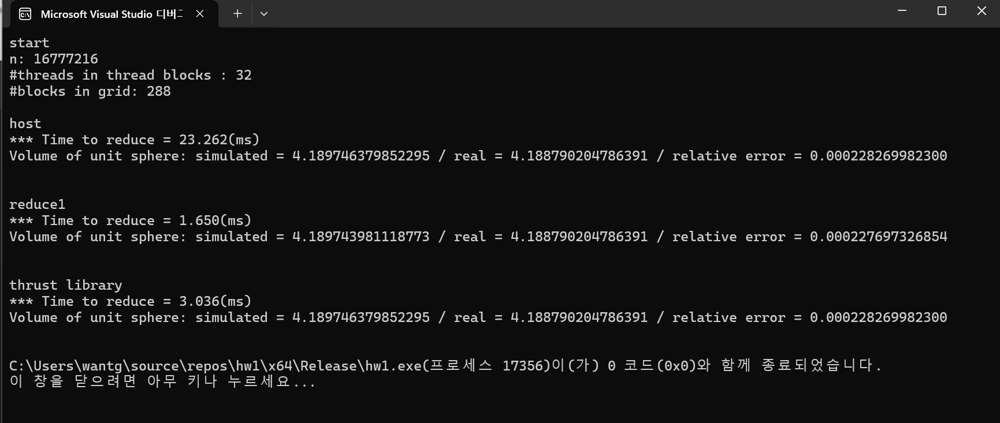 Microsoft Visual Studio 디버그
start
n: 16777216
#threads in thread blocks : 32
#blocks in grid: 288
host
*** Time to reduce = 23.262(ms)
Volume of unit sphere: simulated = 4.189746379852295 / real = 4.188790204786391 / relative error = 0.000228269982300
reduce1
*** Time to reduce = 1.650(ms)
Volume of unit sphere: simulated = 4.189743981118773 / real = 4.188790204786391 / relative error = 0.000227697326854
thrust library
*** Time to reduce = 3.036(ms)
Volume of unit sphere: simulated = 4.189746379852295 / real = 4.188790204786391 / relative error = 0.000228269982300
C:\Users\wantg\source\repos\hw1\x64\Release\hw1.exe(프로세스 17356)이(가) 0 코드(0x0)와 함께 종료되었습니다.
이 창을 닫으려면 아무 키나 누르세요...